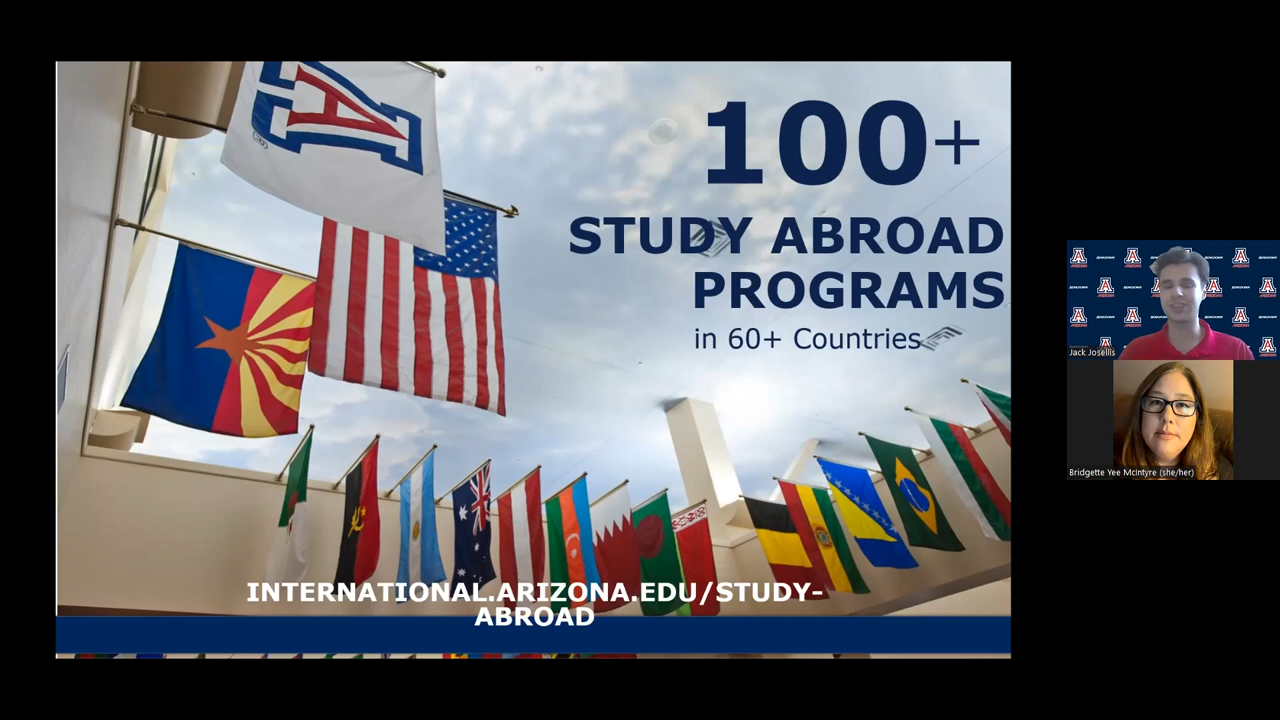 100+
STUDY ABROAD
PROGRAMS
in 60+ Countries
INTERNATIONAL.ARIZONA.EDU/STUDY-
ABROAD
A
Jack Josellis
Bridgette Yee McIntyre (she/her)